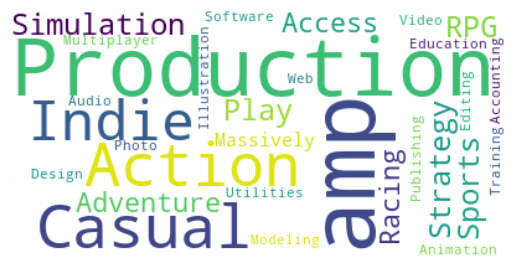 Simulation
Software
Access
Video
RPG
Multiplayer
Illustration
Education
Production
Web
Accounting
Audio
Indie
Play
amp
Strategy
Editing
Photo
Massively
Action
Racing
Sports
Publishing
Training
Design
Utilities
Adventure
Casual
Modeling
Animation